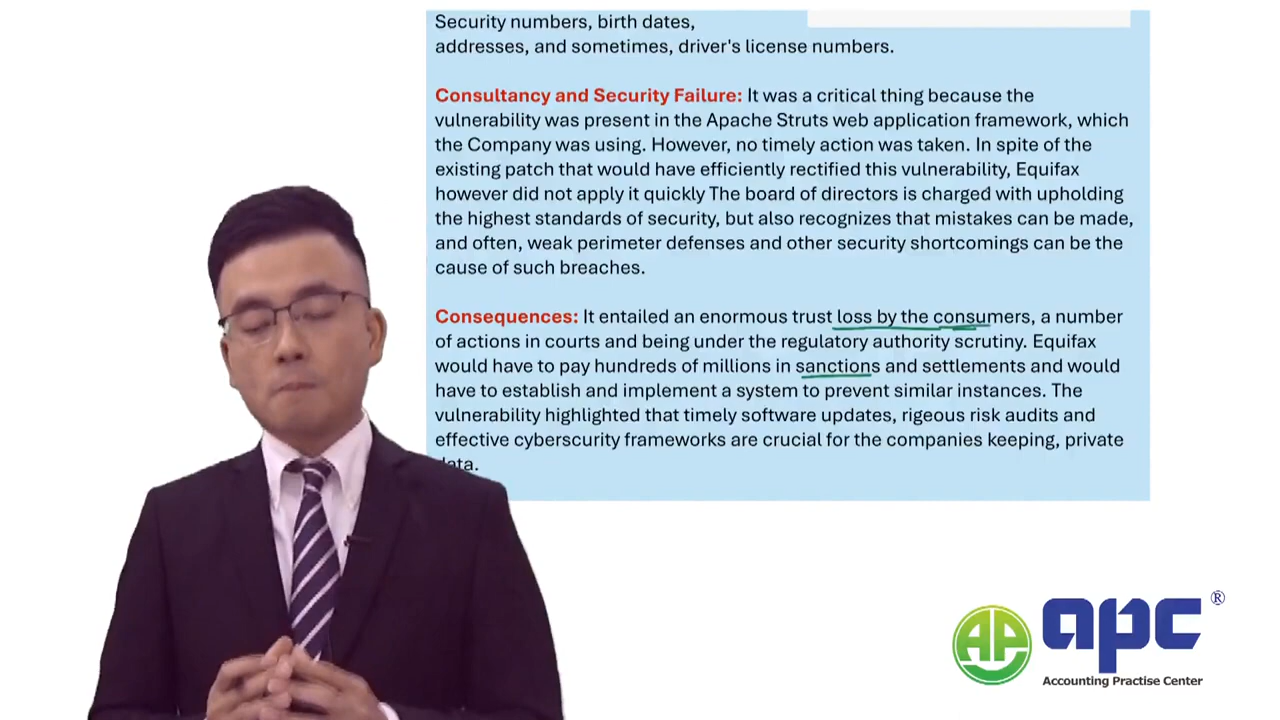 Security numbers, birth dates,
addresses, and sometimes, driver's license numbers.
Consultancy and Security Failure: It was a critical thing because the
vulnerability was present in the Apache Struts web application framework, which
the Company was using. However, no timely action was taken. In spite of the
existing patch that would have efficiently rectified this vulnerability, Equifax
however did not apply it quickly The board of directors is charged with upholding
the highest standards of security, but also recognizes that mistakes can be made,
and often, weak perimeter defenses and other security shortcomings can be the
cause of such breaches.
Consequences: It entailed an enormous trust loss by the consumers, a number
of actions in courts and being under the regulatory authority scrutiny. Equifax
would have to pay hundreds of millions in sanctions and settlements and would
have to establish and implement a system to prevent similar instances. The
vulnerability highlighted that timely software updates, rigeous risk audits and
effective cyberscurity frameworks are crucial for the companies keeping, private
data.
AP
apc ®
Accounting Practise Center